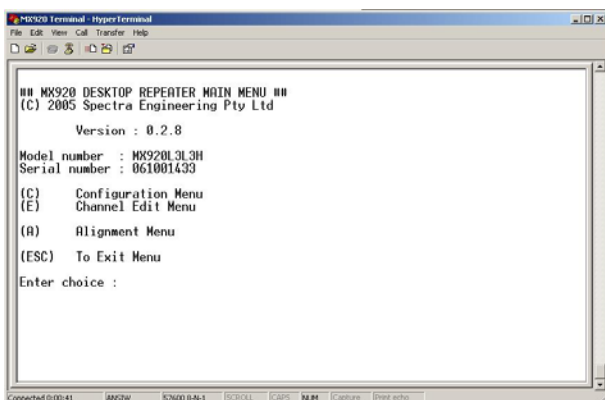 MX920 Terminal - HyperTerminal
File Edit View Call Transfer Help
## MX920 DESKTOP REPEATER MAIN MENU ##
(C) 2005 Spectra Engineering Pty Ltd
Version : 0.2.8
Model number : MX920L3L3H
Serial number : 061001433
(C) Configuration Menu
(E) Channel Edit Menu
(A) Alignment Menu
(ESC) To Exit Menu
Enter choice :
Connected 0:00:41 ANSIW 57600 8-N-1 SCROLL CAPS NUM Capture Print echo